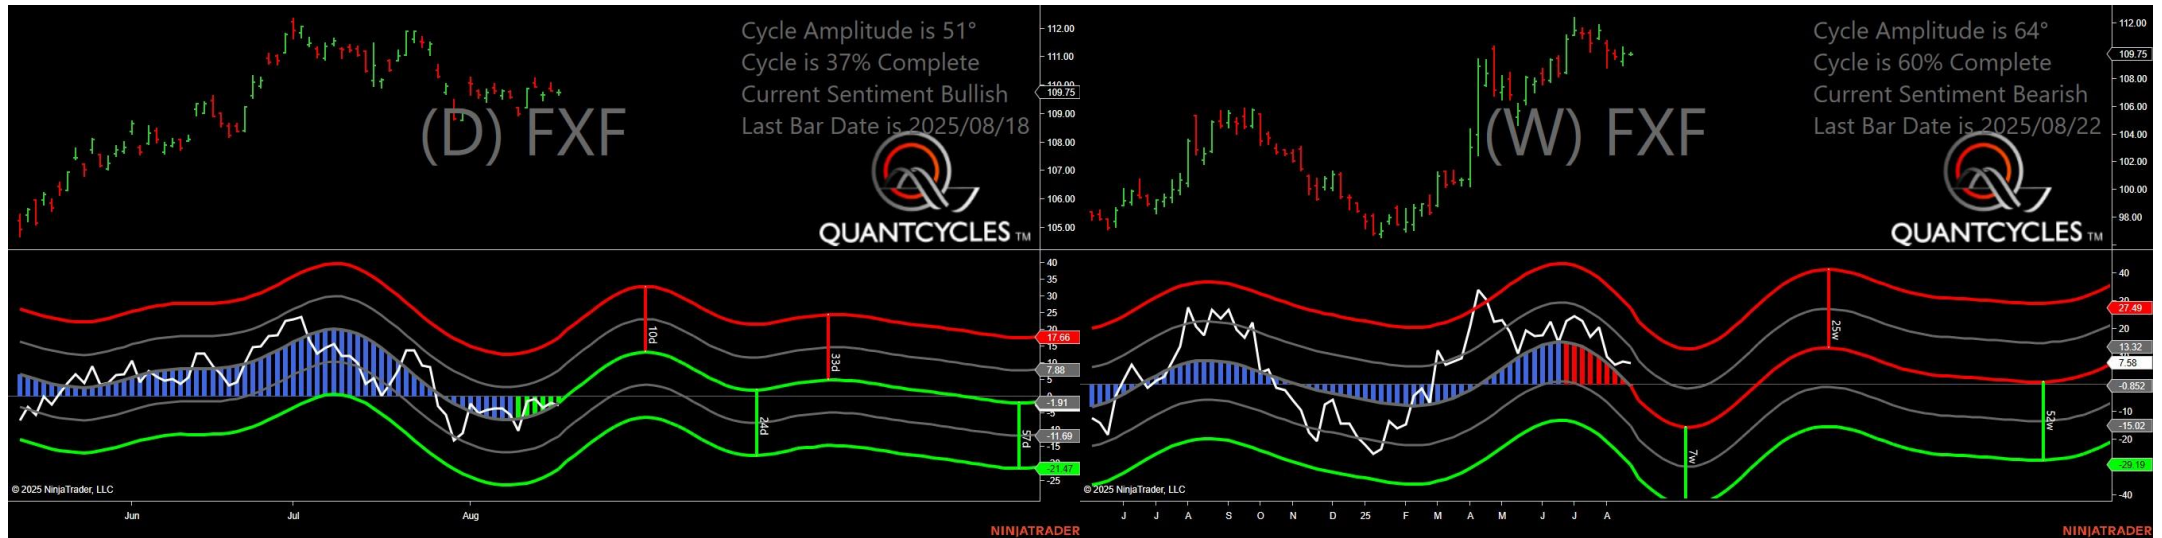 Cycle Amplitude is 51°
Cycle is 37% Complete
Current Sentiment Bullish
Last Bar Date is 2025/08/18
(D) FXF
QUANTCYCLES TM
112.00
111.00
110.00
109.75
109.00
108.00
107.00
106.00
105.00
40
35
30
25
20
17.66
15
10
7.88
5
-1.91
-5
-11.69
-15
-21.47
-25
10d
24d
33d
57d
© 2025 NinjaTrader, LLC
Jun Jul Aug
NINJATRADER
Cycle Amplitude is 64°
Cycle is 60% Complete
Current Sentiment Bearish
Last Bar Date is 2025/08/22
(W) FXF
QUANTCYCLES TM
112.00
109.75
108.00
106.00
104.00
102.00
100.00
98.00
40
27.49
20
13.32
7.58
-0.852
-10
-15.02
-20
-29.19
-40
7w
25w
52w
© 2025 NinjaTrader, LLC
J J A S O N D 25 F M A M J J A
NINJATRADER